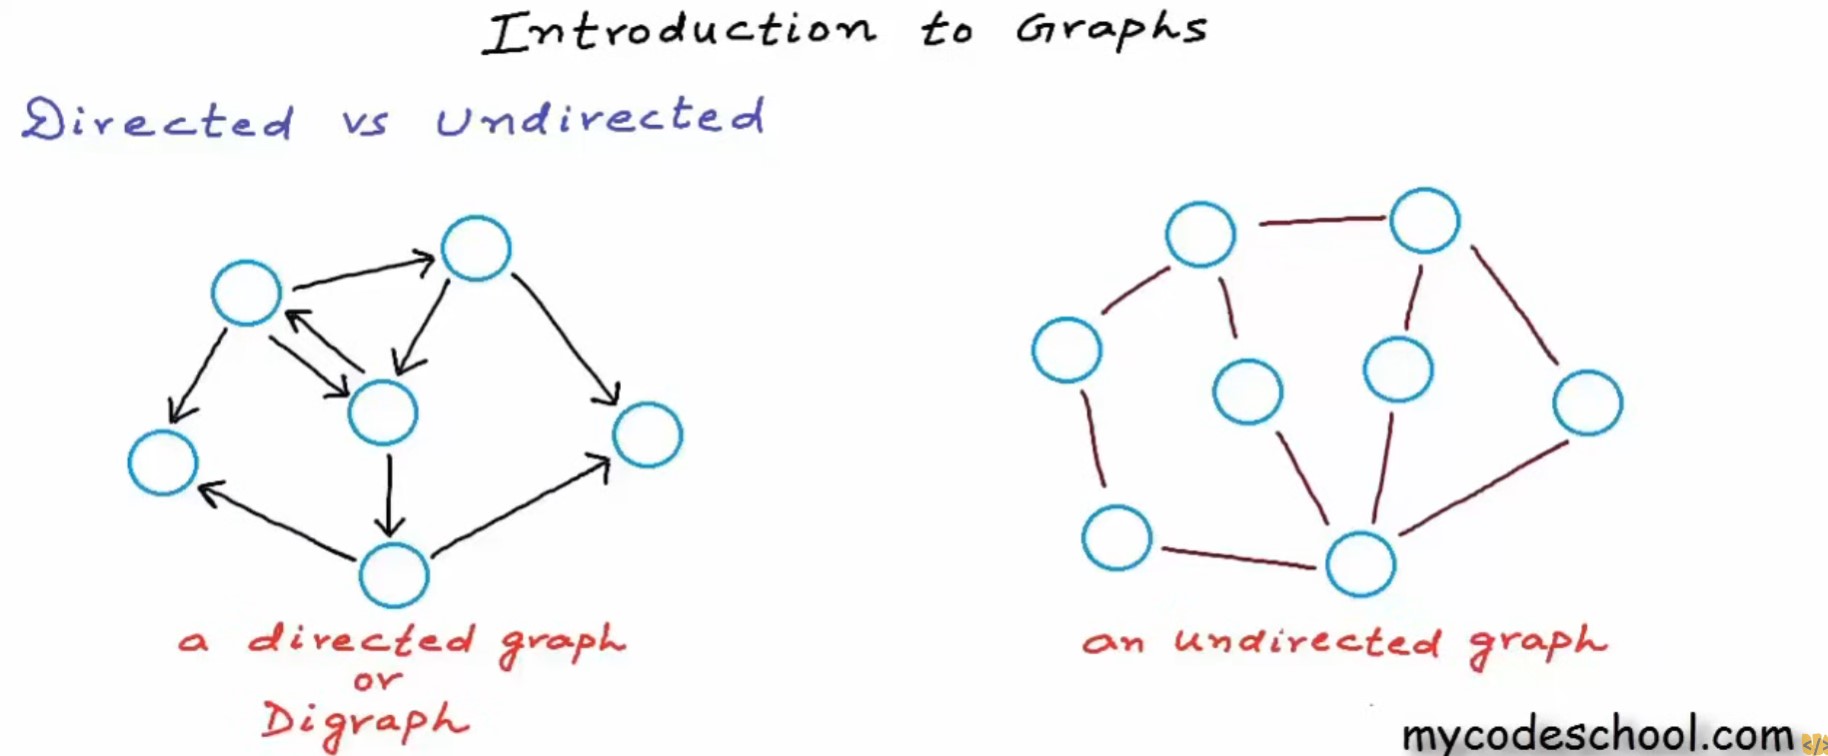 Introduction to Graphs
Directed vs Undirected
a directed graph
or
Digraph
an undirected graph
mycodeschool.com